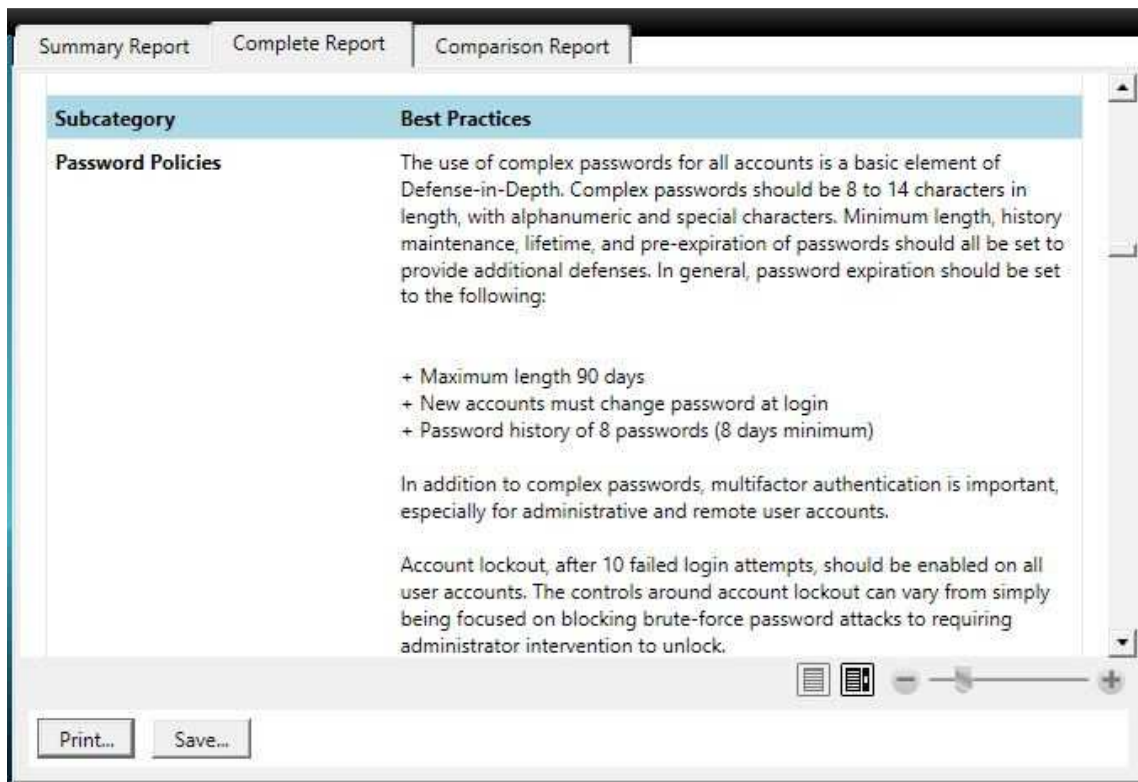 Summary Report
Complete Report
Comparison Report
Subcategory
Best Practices
Password Policies
The use of complex passwords for all accounts is a basic element of
Defense-in-Depth. Complex passwords should be 8 to 14 characters in
length, with alphanumeric and special characters. Minimum length, history
maintenance, lifetime, and pre-expiration of passwords should all be set to
provide additional defenses. In general, password expiration should be set
to the following:
+ Maximum length 90 days
+ New accounts must change password at login
+ Password history of 8 passwords (8 days minimum)
In addition to complex passwords, multifactor authentication is important,
especially for administrative and remote user accounts.
Account lockout, after 10 failed login attempts, should be enabled on all
user accounts. The controls around account lockout can vary from simply
being focused on blocking brute-force password attacks to requiring
administrator intervention to unlock.
Print...
Save...